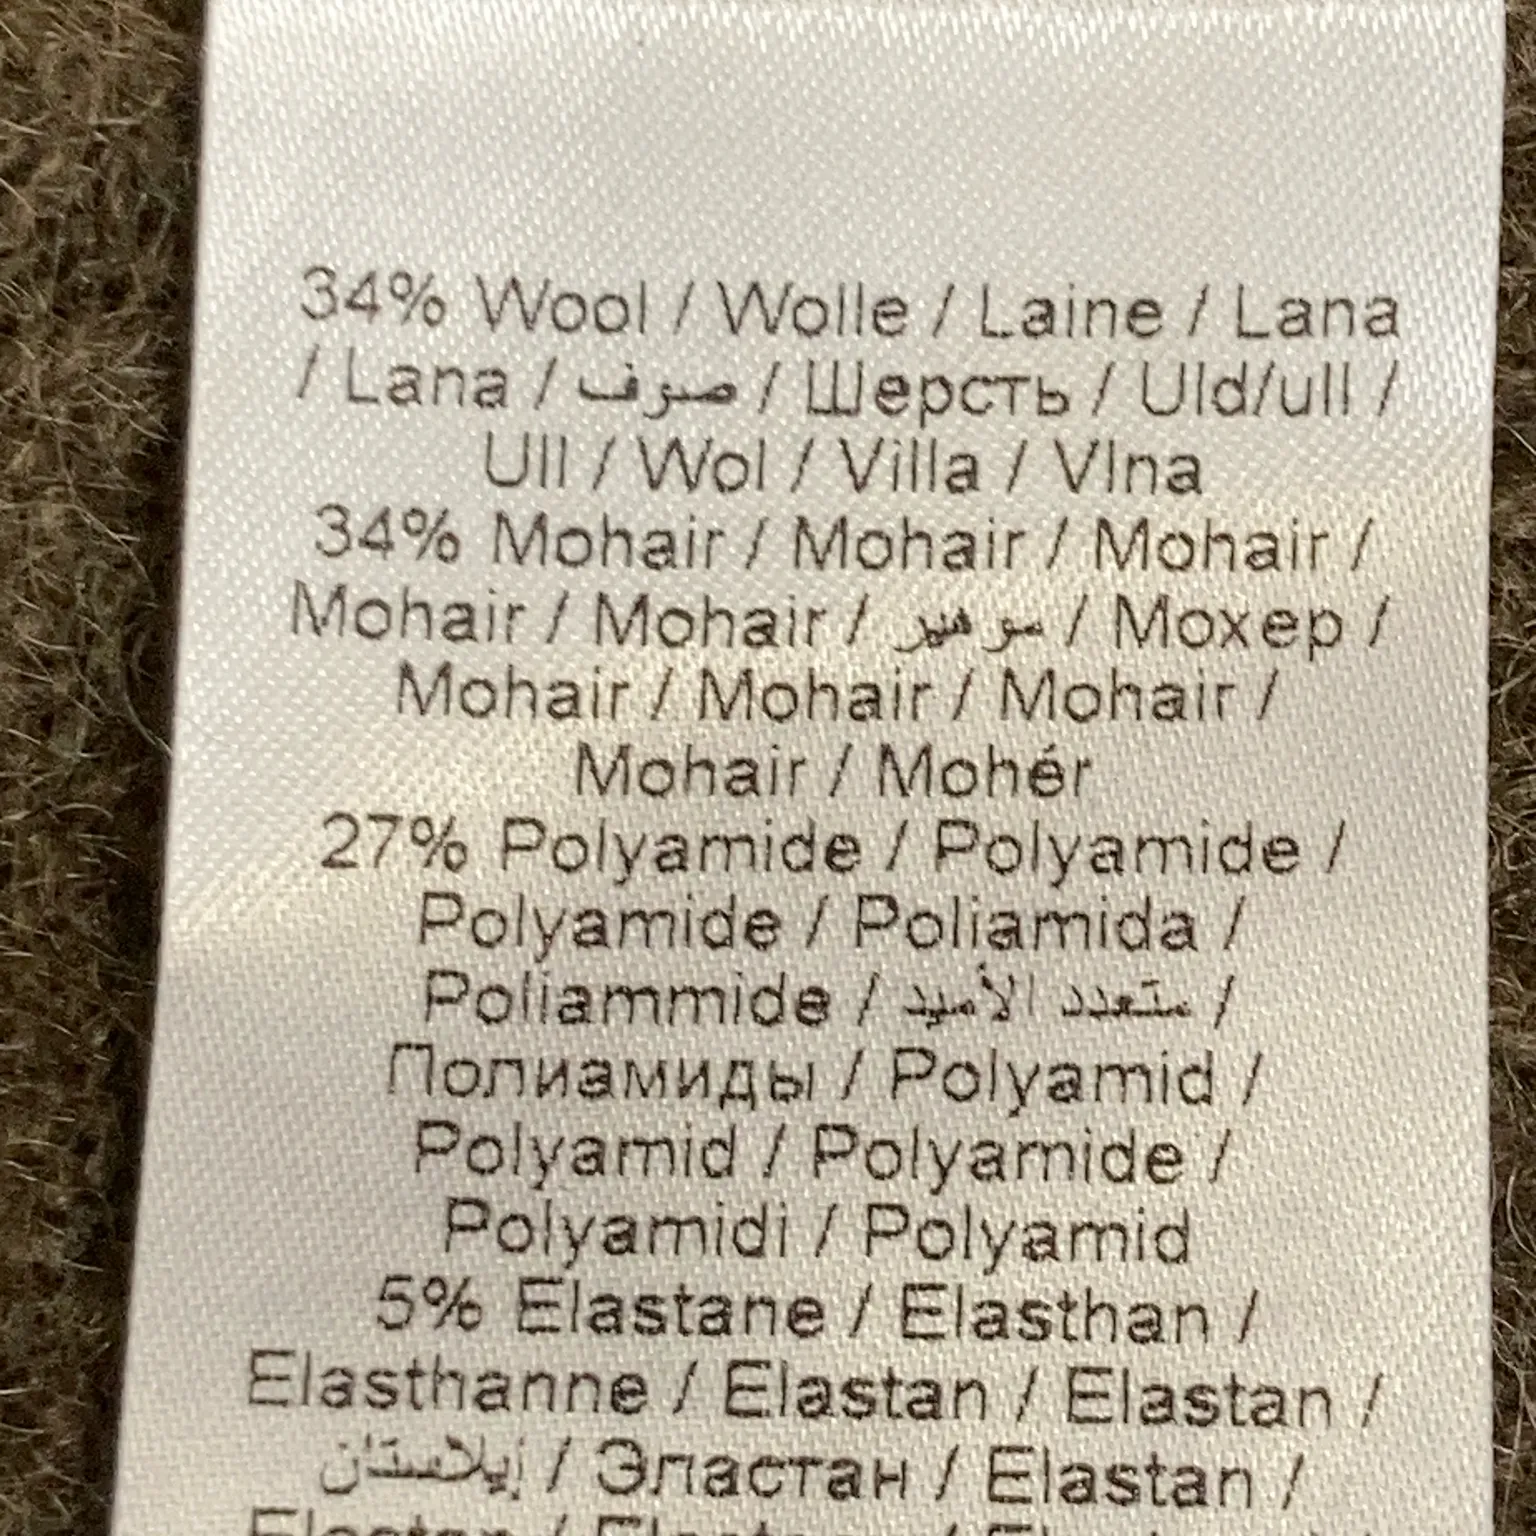 34% Wool / Wolle / Laine / Lana
/ Lana / صوف / Шерсть / Uld/ull /
Ull / Wol / Villa / Vlna
34% Mohair / Mohair / Mohair /
Mohair / Mohair / موهير / Мохер /
Mohair / Mohair / Mohair /
Mohair / Mohér
27% Polyamide / Polyamide /
Polyamide / Poliamida /
Poliammide / متعدد الأميد /
Полиамиды / Polyamid /
Polyamid / Polyamide /
Polyamidi / Polyamid
5% Elastane / Elasthan /
Elasthanne / Elastan / Elastan /
إيلاستان / Эластан / Elastan /